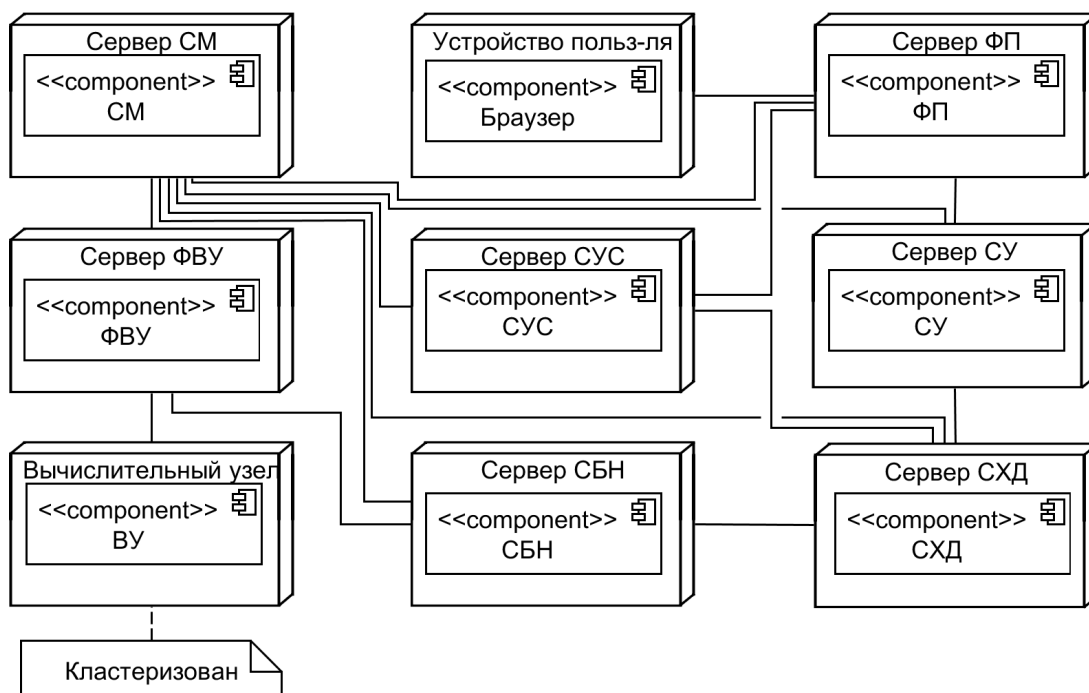 Сервер СМ
<<component>>
СМ
Устройство польз-ля
<<component>>
Браузер
Сервер ФП
<<component>>
ФП
Сервер ФВУ
<<component>>
ФВУ
Сервер СУС
<<component>>
СУС
Сервер СУ
<<component>>
СУ
Вычислительный узел
<<component>>
ВУ
Сервер СБН
<<component>>
СБН
Сервер СХД
<<component>>
СХД
Кластеризован